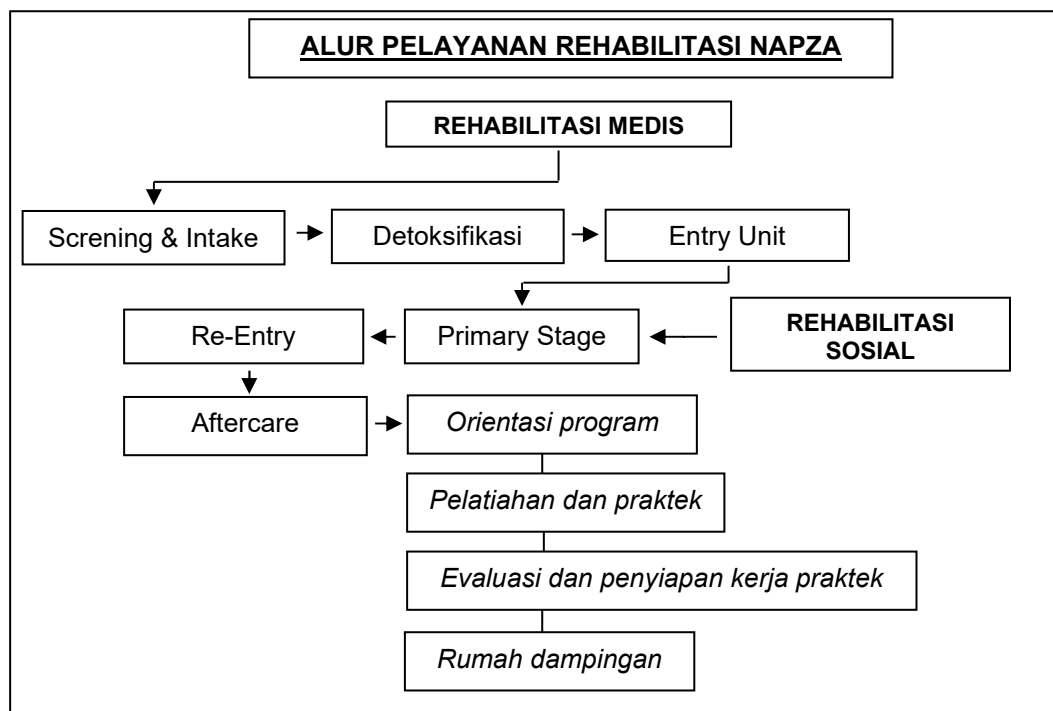 ALUR PELAYANAN REHABILITASI NAPZA
REHABILITASI MEDIS
Screning & Intake
Detoksifikasi
Entry Unit
Re-Entry
Primary Stage
REHABILITASI
SOSIAL
Aftercare
Orientasi program
Pelatiahan dan praktek
Evaluasi dan penyiapan kerja praktek
Rumah dampingan